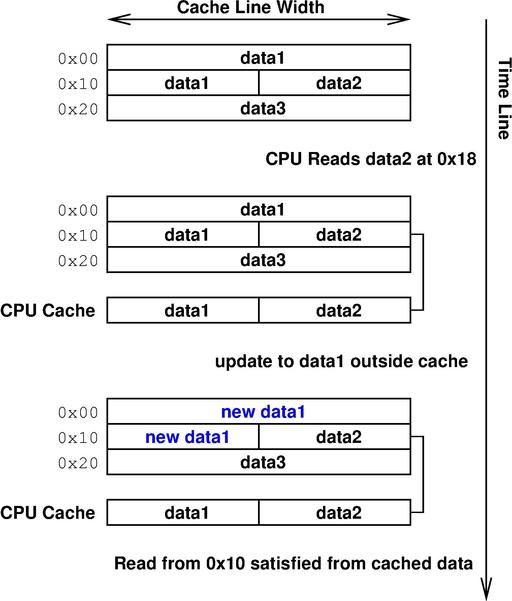 Cache Line Width
Time Line
0x00 data1
0x10 data1 data2
0x20 data3
CPU Reads data2 at 0x18
0x00 data1
0x10 data1 data2
0x20 data3
CPU Cache data1 data2
update to data1 outside cache
0x00 new data1
0x10 new data1 data2
0x20 data3
CPU Cache data1 data2
Read from 0x10 satisfied from cached data